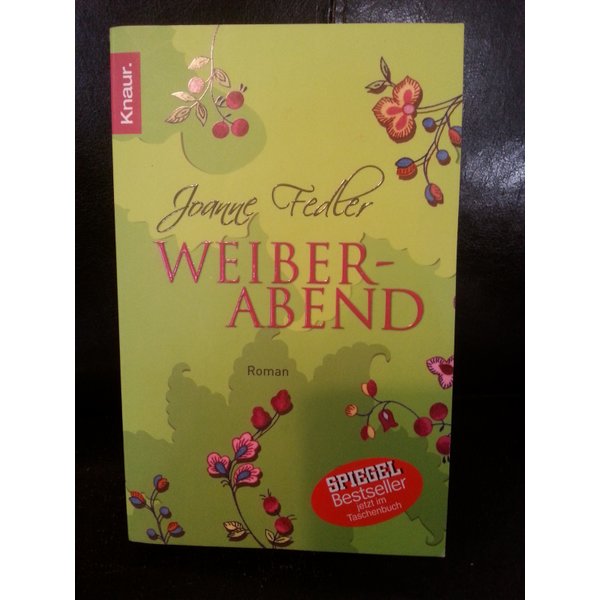 Knaur.
Joanne Fedler
WEIBER-
ABEND
Roman
SPIEGEL
Bestseller
jetzt im
Taschenbuch